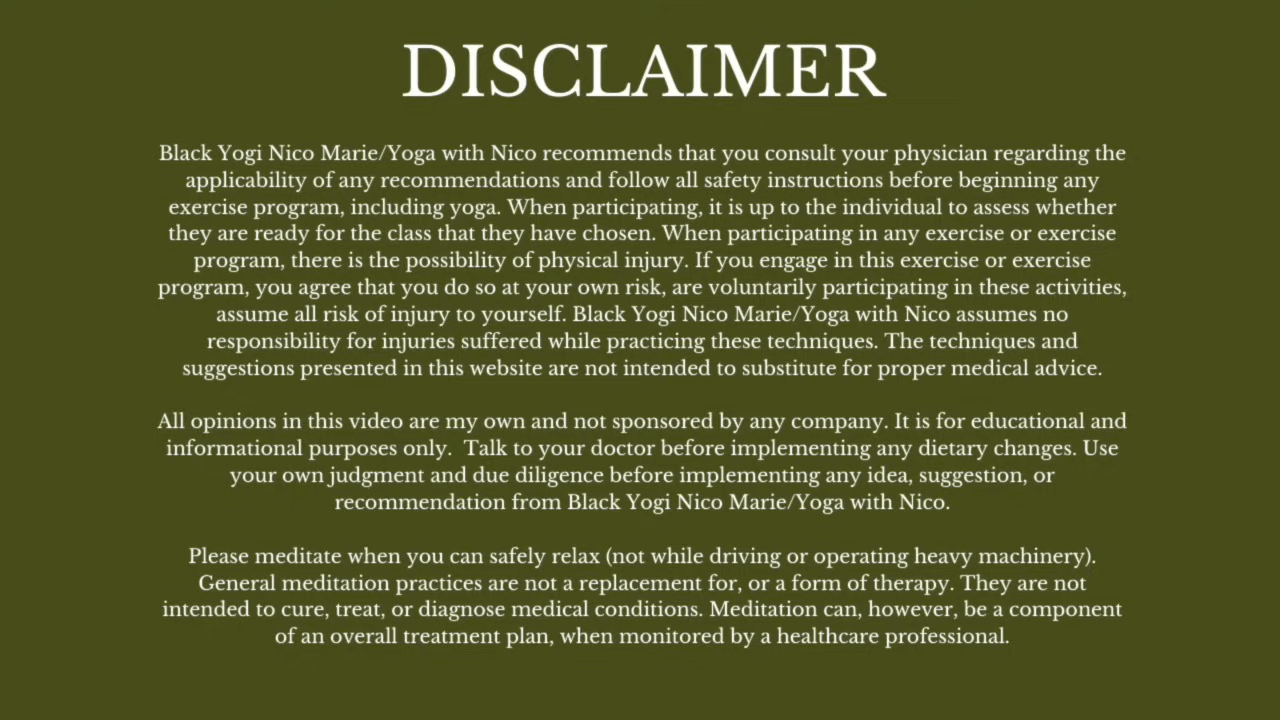 DISCLAIMER
Black Yogi Nico Marie/Yoga with Nico recommends that you consult your physician regarding the
applicability of any recommendations and follow all safety instructions before beginning any
exercise program, including yoga. When participating, it is up to the individual to assess whether
they are ready for the class that they have chosen. When participating in any exercise or exercise
program, there is the possibility of physical injury. If you engage in this exercise or exercise
program, you agree that you do so at your own risk, are voluntarily participating in these activities,
assume all risk of injury to yourself. Black Yogi Nico Marie/Yoga with Nico assumes no
responsibility for injuries suffered while practicing these techniques. The techniques and
suggestions presented in this website are not intended to substitute for proper medical advice.
All opinions in this video are my own and not sponsored by any company. It is for educational and
informational purposes only.  Talk to your doctor before implementing any dietary changes. Use
your own judgment and due diligence before implementing any idea, suggestion, or
recommendation from Black Yogi Nico Marie/Yoga with Nico.
Please meditate when you can safely relax (not while driving or operating heavy machinery).
General meditation practices are not a replacement for, or a form of therapy. They are not
intended to cure, treat, or diagnose medical conditions. Meditation can, however, be a component
of an overall treatment plan, when monitored by a healthcare professional.